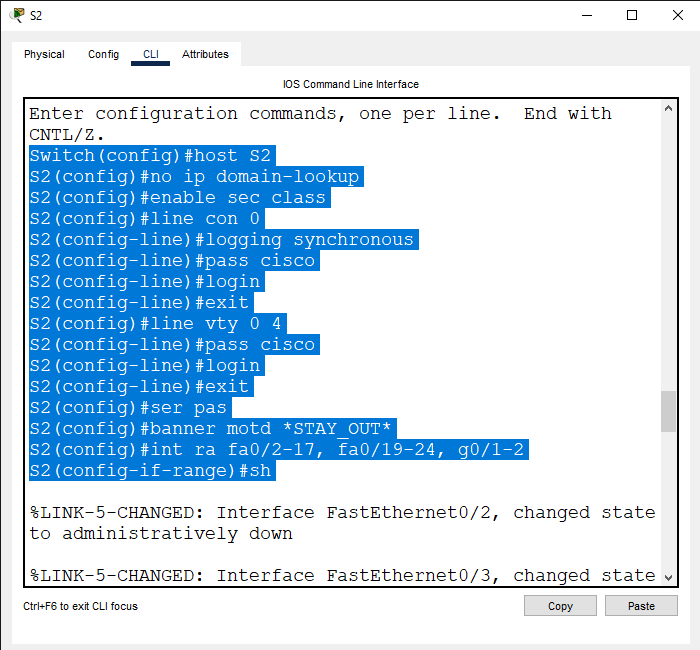 S2
Physical Config CLI Attributes
IOS Command Line Interface
Enter configuration commands, one per line.  End with
CNTL/Z.
Switch(config)#host S2
S2(config)#no ip domain-lookup
S2(config)#enable sec class
S2(config)#line con 0
S2(config-line)#logging synchronous
S2(config-line)#pass cisco
S2(config-line)#login
S2(config-line)#exit
S2(config)#line vty 0 4
S2(config-line)#pass cisco
S2(config-line)#login
S2(config-line)#exit
S2(config)#ser pas
S2(config)#banner motd *STAY_OUT*
S2(config)#int ra fa0/2-17, fa0/19-24, g0/1-2
S2(config-if-range)#sh
%LINK-5-CHANGED: Interface FastEthernet0/2, changed state
to administratively down
%LINK-5-CHANGED: Interface FastEthernet0/3, changed state
Ctrl+F6 to exit CLI focus
Copy Paste